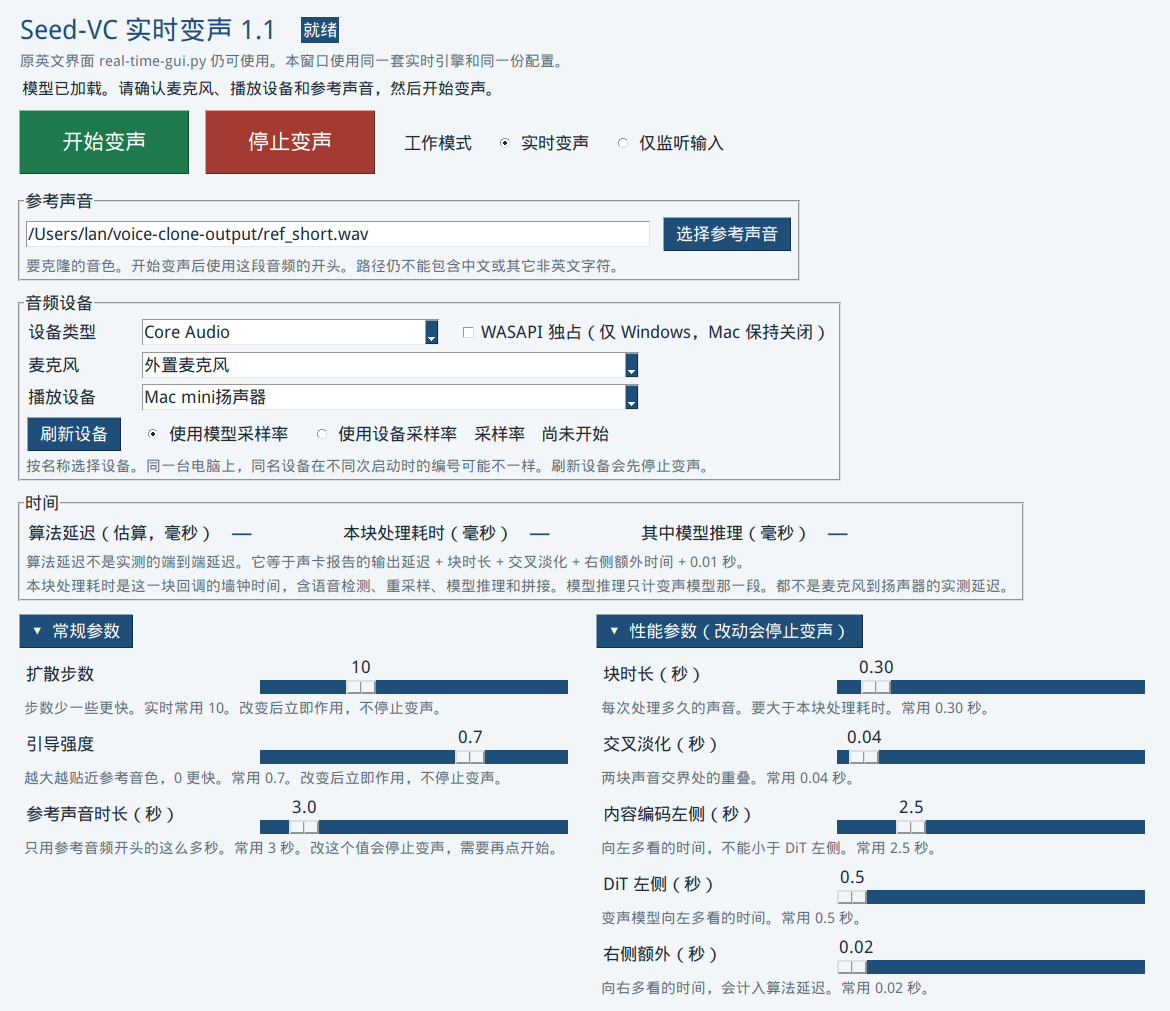 Seed-VC 实时变声 1.1 就绪
原英文界面 real-time-gui.py 仍可使用。本窗口使用同一套实时引擎和同一份配置。
模型已加载。请确认麦克风、播放设备和参考声音，然后开始变声。
开始变声 停止变声 工作模式 实时变声 仅监听输入
参考声音
/Users/lan/voice-clone-output/ref_short.wav 选择参考声音
要克隆的音色。开始变声后使用这段音频的开头。路径仍不能包含中文或其它非英文字符。
音频设备
设备类型 Core Audio WASAPI 独占（仅 Windows，Mac 保持关闭）
麦克风 外置麦克风
播放设备 Mac mini扬声器
刷新设备 使用模型采样率 使用设备采样率 采样率 尚未开始
按名称选择设备。同一台电脑上，同名设备在不同次启动时的编号可能不一样。刷新设备会先停止变声。
时间
算法延迟（估算，毫秒） — 本块处理耗时（毫秒） — 其中模型推理（毫秒） —
算法延迟不是实测的端到端延迟。它等于声卡报告的输出延迟 + 块时长 + 交叉淡化 + 右侧额外时间 + 0.01 秒。
本块处理耗时是这一块回调的墙钟时间，含语音检测、重采样、模型推理和拼接。模型推理只计变声模型那一段。都不是麦克风到扬声器的实测延迟。
▼ 常规参数
扩散步数 10
步数少一些更快。实时常用 10。改变后立即作用，不停止变声。
引导强度 0.7
越大越贴近参考音色，0 更快。常用 0.7。改变后立即作用，不停止变声。
参考声音时长（秒） 3.0
只用参考音频开头的这么多秒。常用 3 秒。改这个值会停止变声，需要再点开始。
▼ 性能参数（改动会停止变声）
块时长（秒） 0.30
每次处理多久的声音。要大于本块处理耗时。常用 0.30 秒。
交叉淡化（秒） 0.04
两块声音交界处的重叠。常用 0.04 秒。
内容编码左侧（秒） 2.5
向左多看的时间，不能小于 DiT 左侧。常用 2.5 秒。
DiT 左侧（秒） 0.5
变声模型向左多看的时间。常用 0.5 秒。
右侧额外（秒） 0.02
向右多看的时间，会计入算法延迟。常用 0.02 秒。